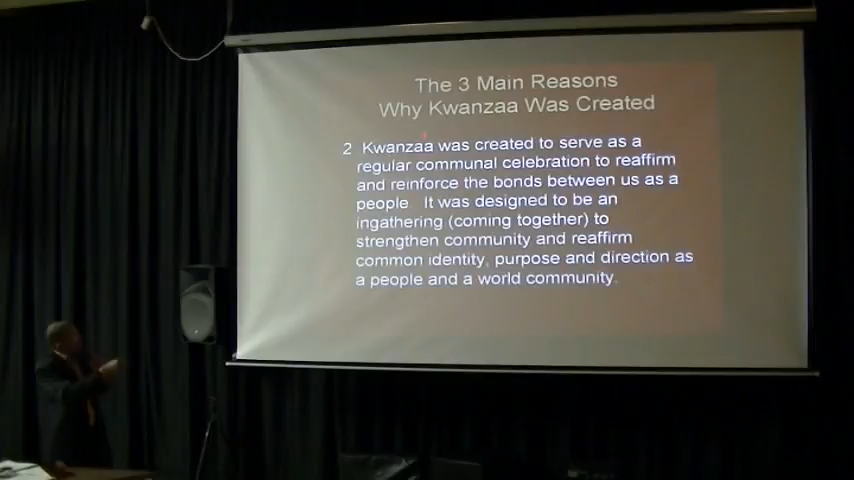 The 3 Main Reasons
Why Kwanzaa Was Created
2 Kwanzaa was created to serve as a
regular communal celebration to reaffirm
and reinforce the bonds between us as a
people It was designed to be an
ingathering (coming together) to
strengthen community and reaffirm
common identity, purpose and direction as
a people and a world community.